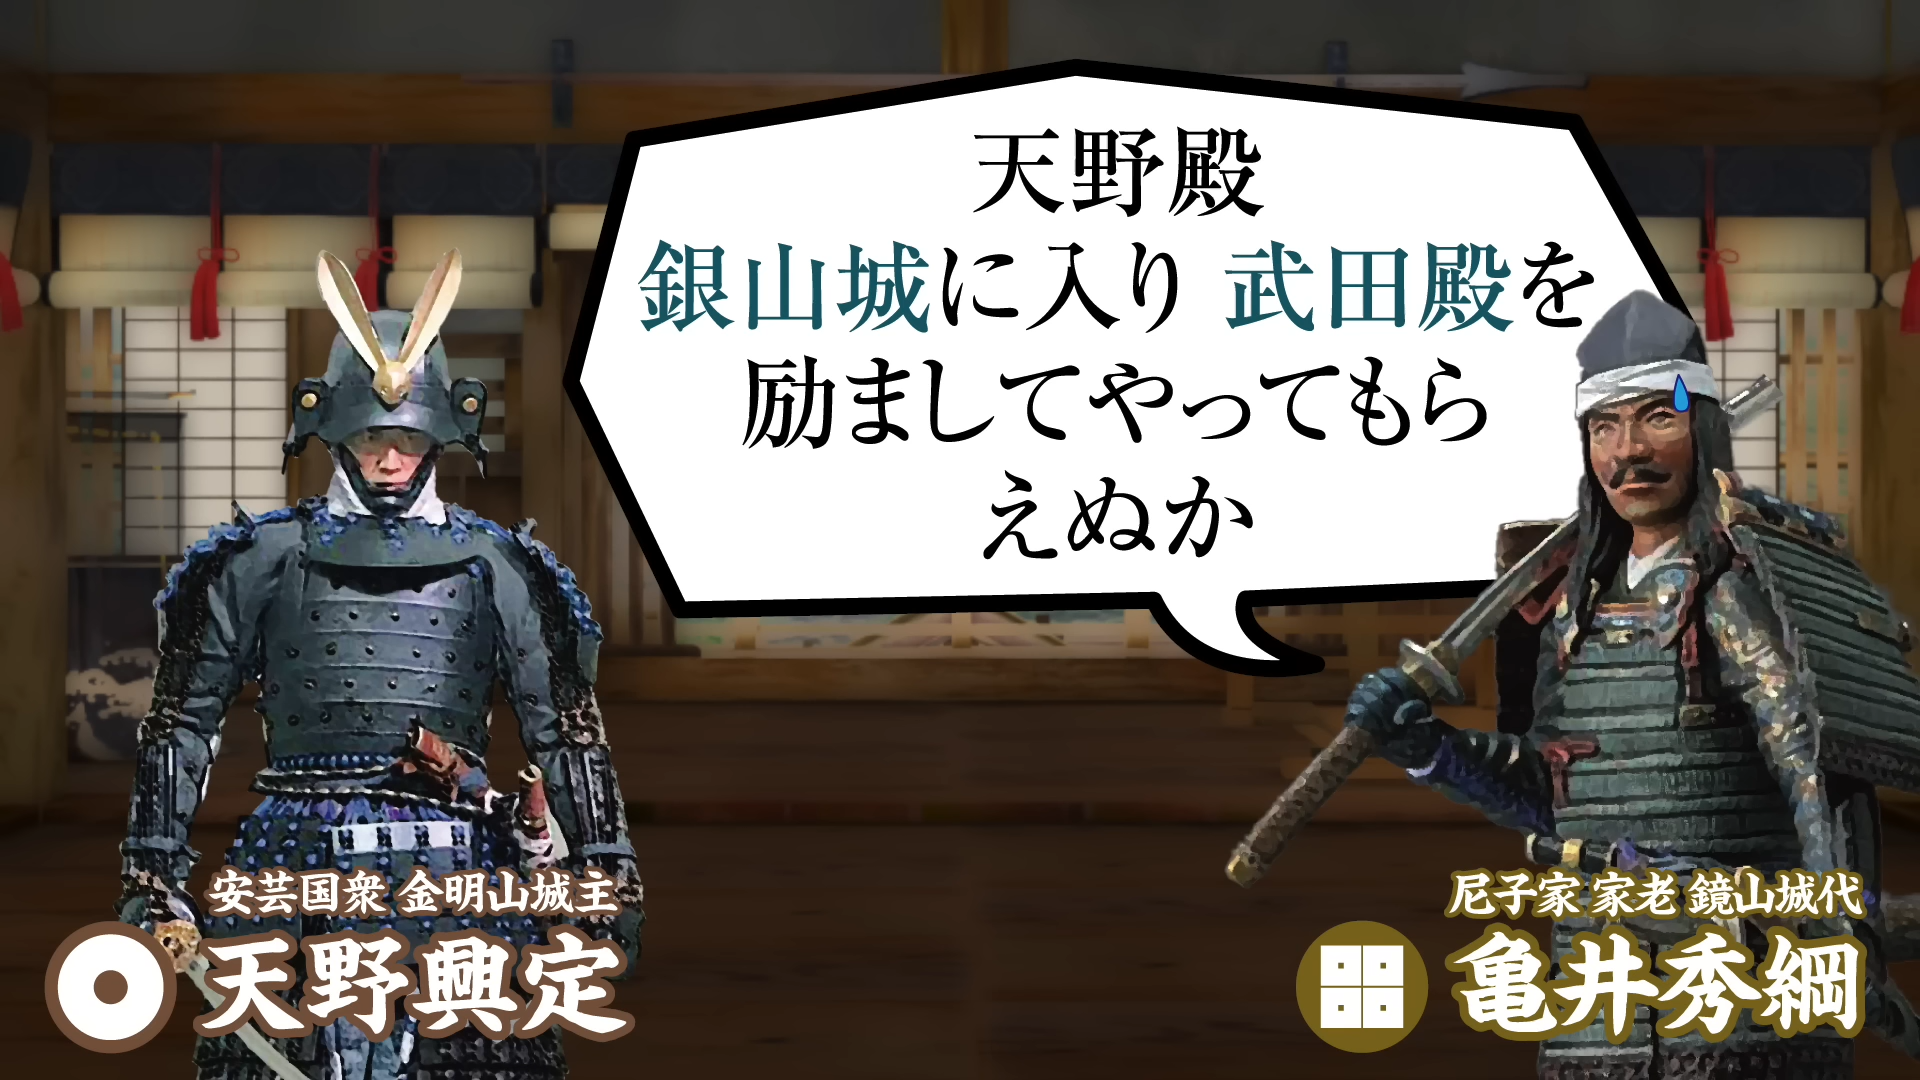 天野殿
銀山城に入り 武田殿を
励ましてやってもら
えぬか
安芸国衆 金明山城主
天野興定
尼子家 家老 鏡山城代
亀井秀綱